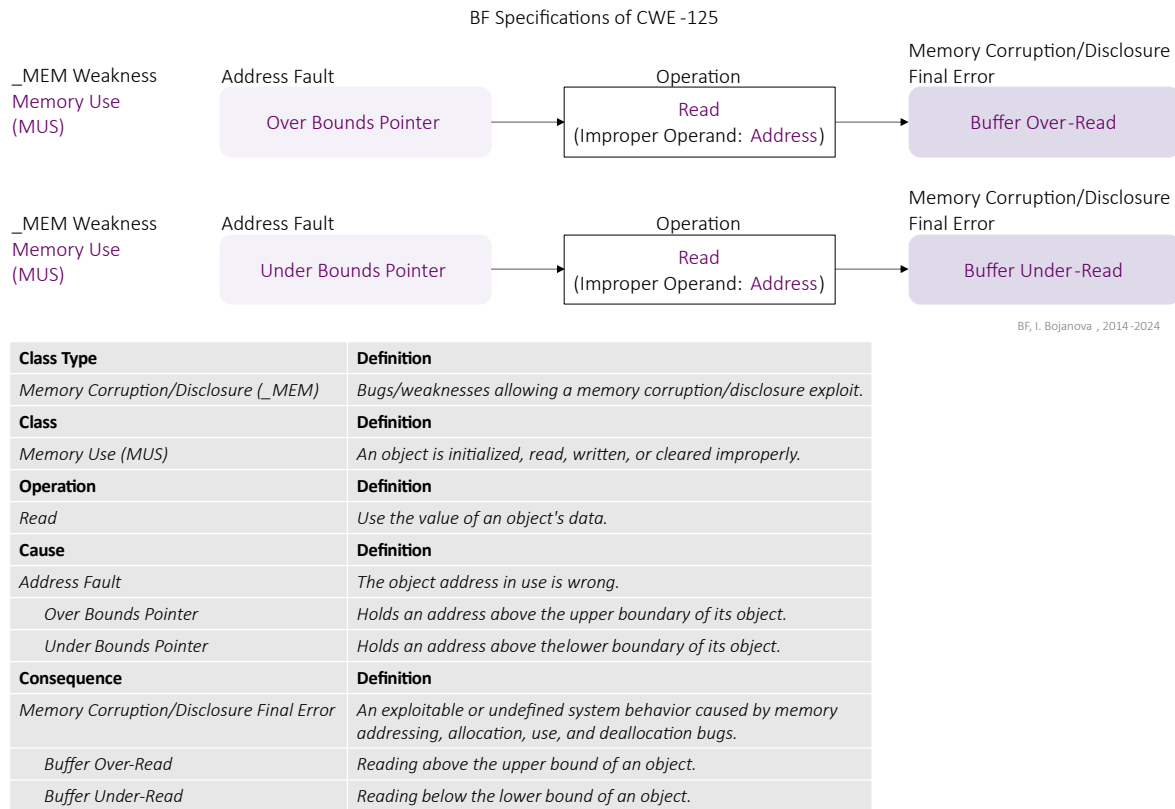 BF Specifications of CWE-125
Memory Corruption/Disclosure
_MEM Weakness Address Fault Operation Final Error
Memory Use
(MUS)
Over Bounds Pointer
Read
(Improper Operand: Address)
Buffer Over-Read
Memory Corruption/Disclosure
_MEM Weakness Address Fault Operation Final Error
Memory Use
(MUS)
Under Bounds Pointer
Read
(Improper Operand: Address)
Buffer Under-Read
BF, I. Bojanova , 2014-2024
Class Type Definition
Memory Corruption/Disclosure (_MEM) Bugs/weaknesses allowing a memory corruption/disclosure exploit.
Class Definition
Memory Use (MUS) An object is initialized, read, written, or cleared improperly.
Operation Definition
Read Use the value of an object's data.
Cause Definition
Address Fault The object address in use is wrong.
Over Bounds Pointer Holds an address above the upper boundary of its object.
Under Bounds Pointer Holds an address above thelower boundary of its object.
Consequence Definition
Memory Corruption/Disclosure Final Error An exploitable or undefined system behavior caused by memory
addressing, allocation, use, and deallocation bugs.
Buffer Over-Read Reading above the upper bound of an object.
Buffer Under-Read Reading below the lower bound of an object.